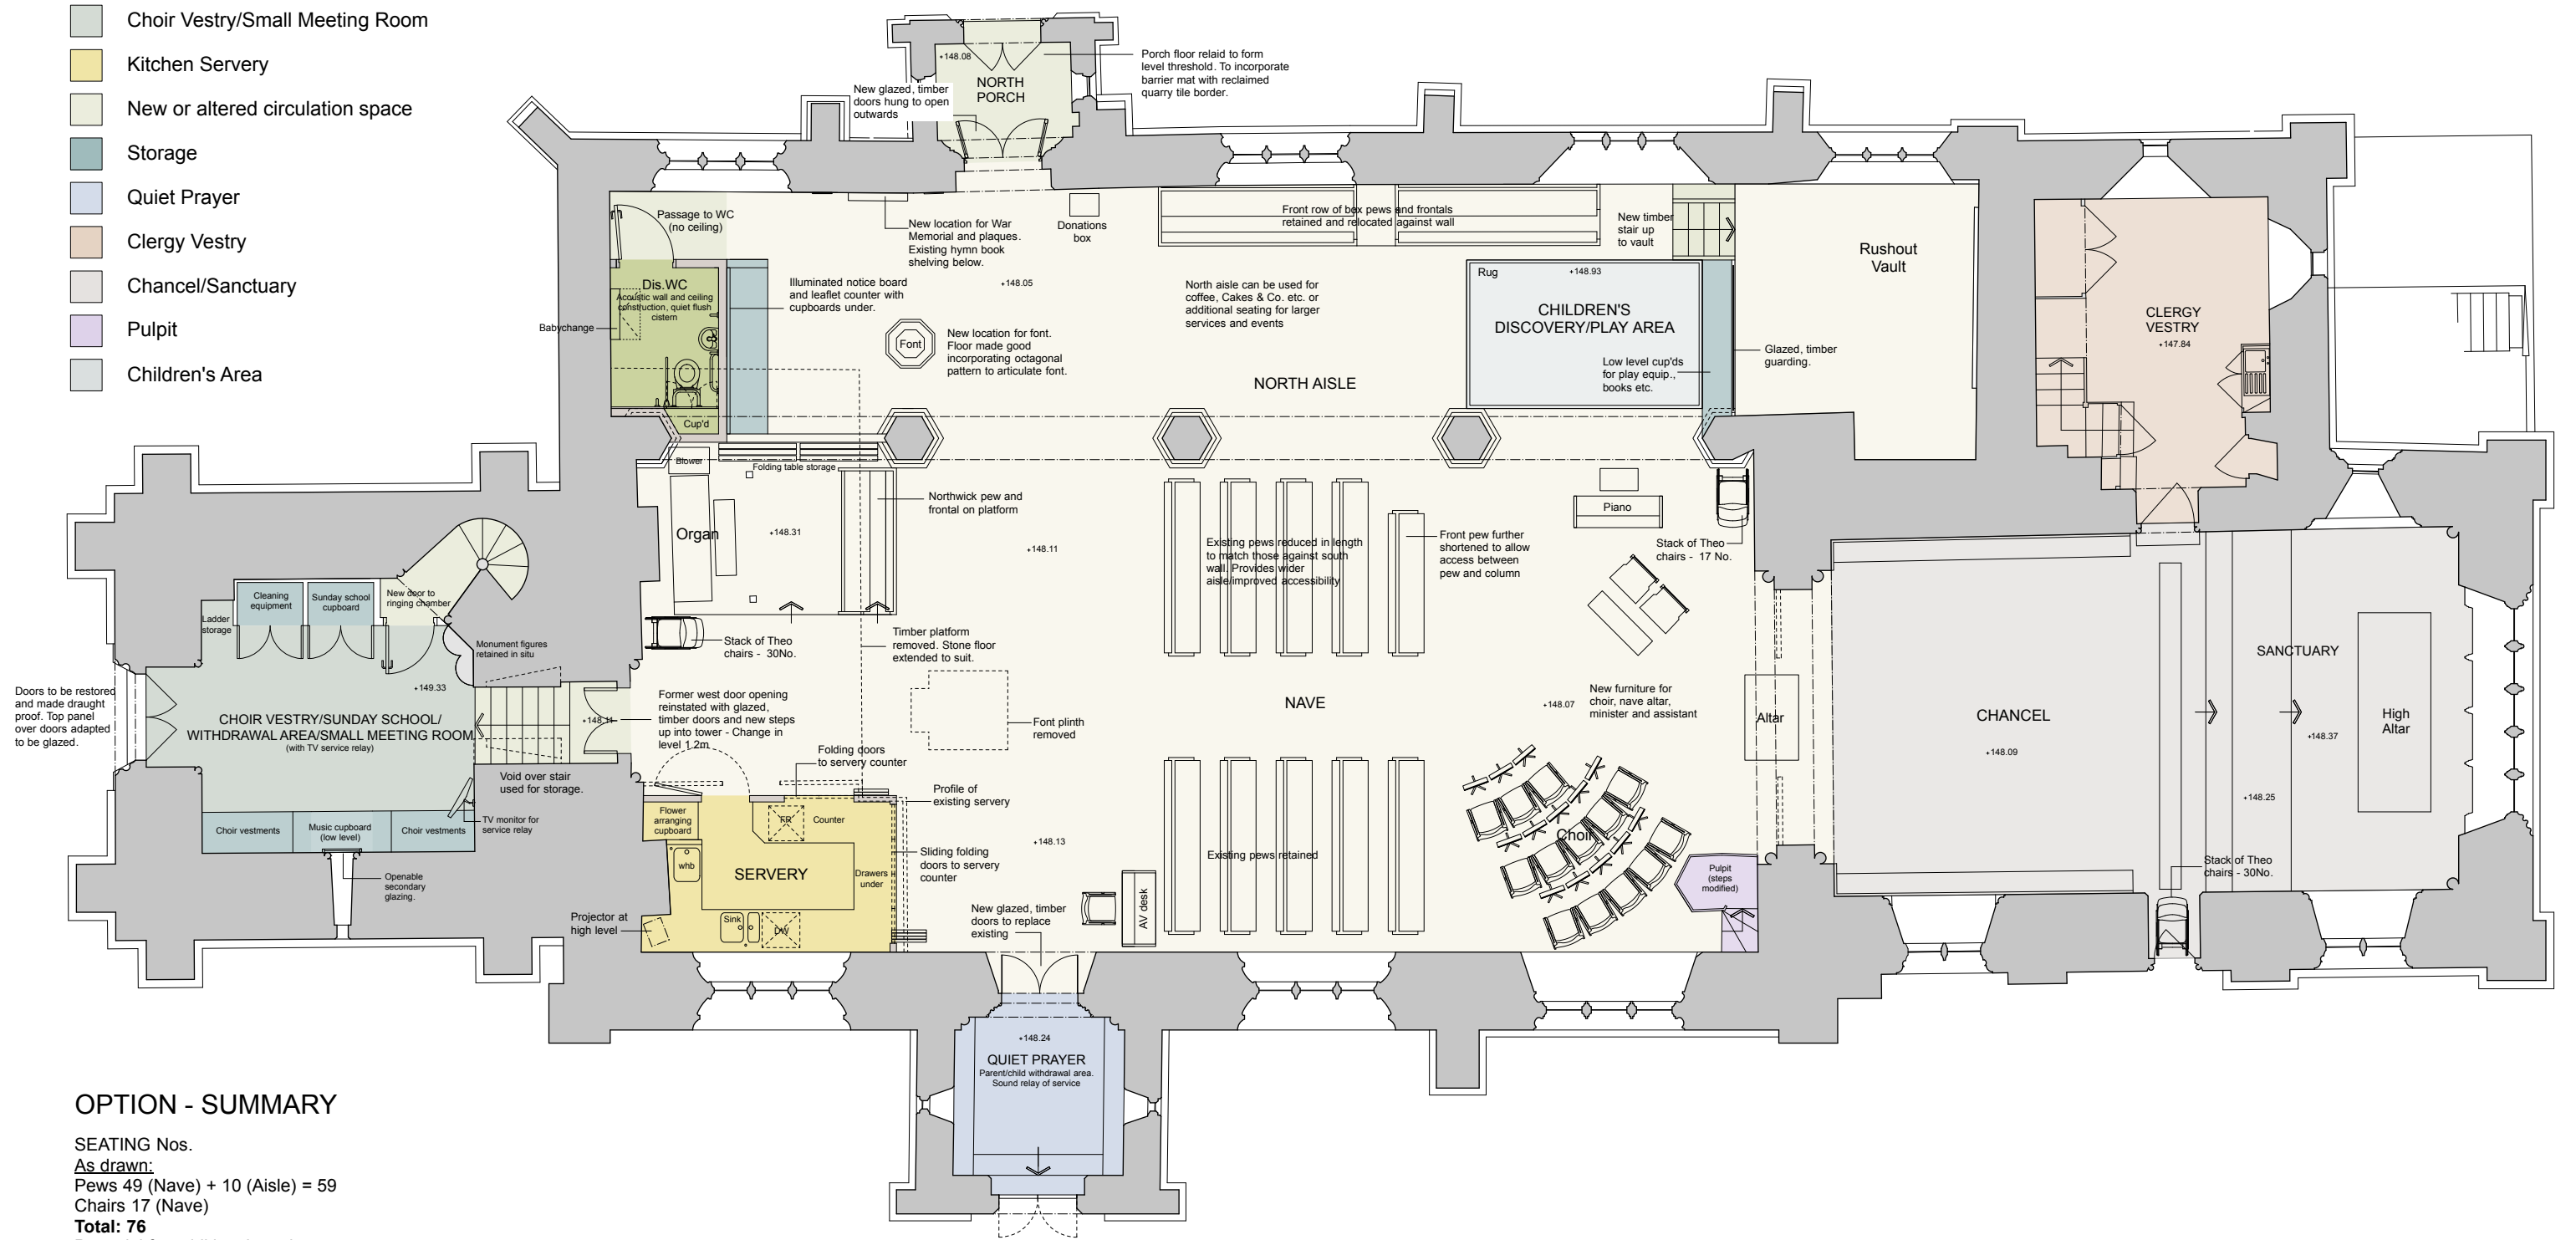 Choir Vestry/Small Meeting Room
Kitchen Servery
New or altered circulation space
Storage
Quiet Prayer
Clergy Vestry
Chancel/Sanctuary
Pulpit
Children's Area
+148.08
NORTH
PORCH
Porch floor relaid to form
level threshold. To incorporate
barrier mat with reclaimed
quarry tile border.
New glazed, timber
doors hung to open
outwards
Passage to WC
(no ceiling)
New location for War
Memorial and plaques.
Existing hymn book
shelving below.
Donations
box
Front row of box pews and frontals
retained and relocated against wall
New timber
stair up
to vault
Rushout
Vault
Dis.WC
Acoustic wall and ceiling
construction, quiet flush
cistern
Babychange
Cup'd
Illuminated notice board
and leaflet counter with
cupboards under.
+148.05
Font
New location for font.
Floor made good
incorporating octagonal
pattern to articulate font.
North aisle can be used for
coffee, Cakes & Co. etc. or
additional seating for larger
services and events
NORTH AISLE
Rug
+148.93
CHILDREN'S
DISCOVERY/PLAY AREA
Low level cup'ds
for play equip.,
books etc.
Glazed, timber
guarding.
CLERGY
VESTRY
+147.84
Blower
Folding table storage
Organ
+148.31
Northwick pew and
frontal on platform
+148.11
Existing pews reduced in length
to match those against south
wall. Provides wider
aisle/improved accessibility
Front pew further
shortened to allow
access between
pew and column
Piano
Stack of Theo
chairs - 17 No.
Cleaning
equipment
Sunday school
cupboard
New door to
ringing chamber
Ladder
storage
Monument figures
retained in situ
Stack of Theo
chairs - 30No.
Timber platform
removed. Stone floor
extended to suit.
Doors to be restored
and made draught
proof. Top panel
over doors adapted
to be glazed.
+149.33
CHOIR VESTRY/SUNDAY SCHOOL/
WITHDRAWAL AREA/SMALL MEETING ROOM
(with TV service relay)
+148.11
Former west door opening
reinstated with glazed,
timber doors and new steps
up into tower - Change in
level 1.2m
Font plinth
removed
NAVE
+148.07
New furniture for
choir, nave altar,
minister and assistant
Altar
CHANCEL
+148.09
SANCTUARY
+148.37
High
Altar
+148.25
Void over stair
used for storage.
Folding doors
to servery counter
Profile of
existing servery
Choir vestments
Music cupboard
(low level)
Choir vestments
TV monitor for
service relay
Openable
secondary
glazing.
Flower
arranging
cupboard
FR
Counter
whb
SERVERY
Drawers
under
Sink
DW
Sliding folding
doors to servery
counter
+148.13
Projector at
high level
New glazed, timber
doors to replace
existing
AV desk
Existing pews retained
Choir
Pulpit
(steps
modified)
Stack of Theo
chairs - 30No.
+148.24
QUIET PRAYER
Parent/child withdrawal area.
Sound relay of service
OPTION - SUMMARY
SEATING Nos.
As drawn:
Pews 49 (Nave) + 10 (Aisle) = 59
Chairs 17 (Nave)
Total: 76